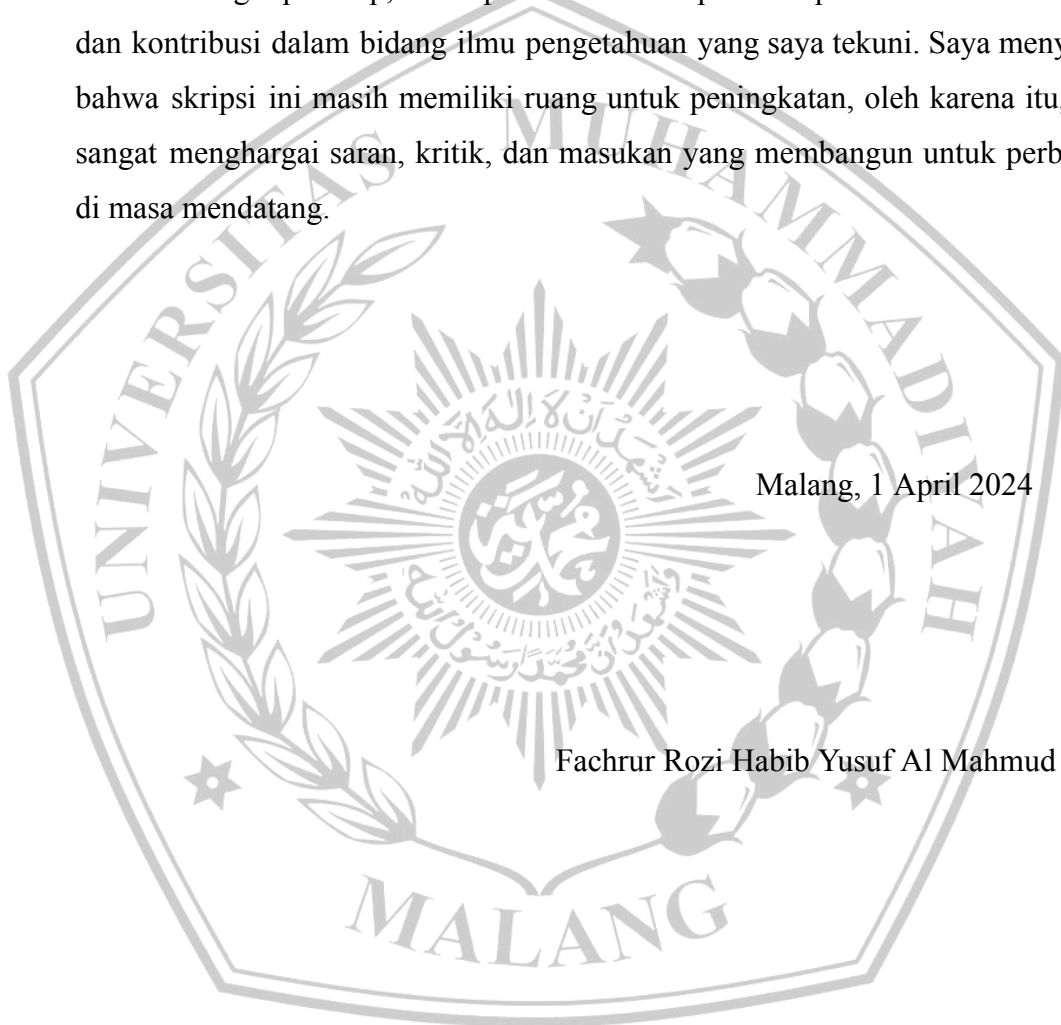 dan kontribusi dalam bidang ilmu pengetahuan yang saya tekuni. Saya meny
bahwa skripsi ini masih memiliki ruang untuk peningkatan, oleh karena itu,
sangat menghargai saran, kritik, dan masukan yang membangun untuk perb
di masa mendatang.
UNIVERSITAS MUHAMMADIYAH
Malang, 1 April 2024
Fachrur Rozi Habib Yusuf Al Mahmud
MALANG